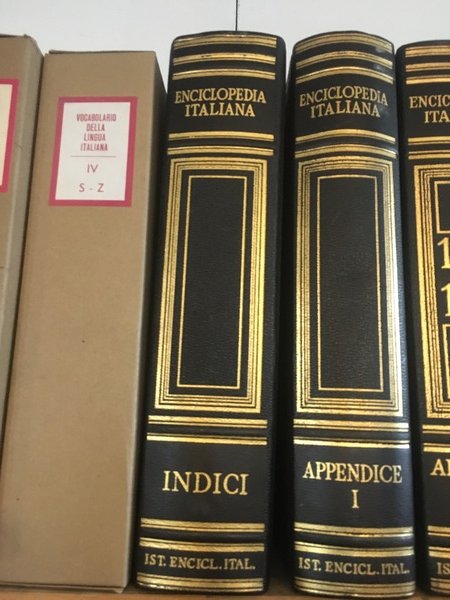 VOCABOLARIO
DELLA
LINGUA
ITALIANA
IV
S - Z
ENCICLOPEDIA
ITALIANA
INDICI
IST. ENCICL. ITAL.
ENCICLOPEDIA
ITALIANA
APPENDICE
I
IST. ENCICL. ITAL.